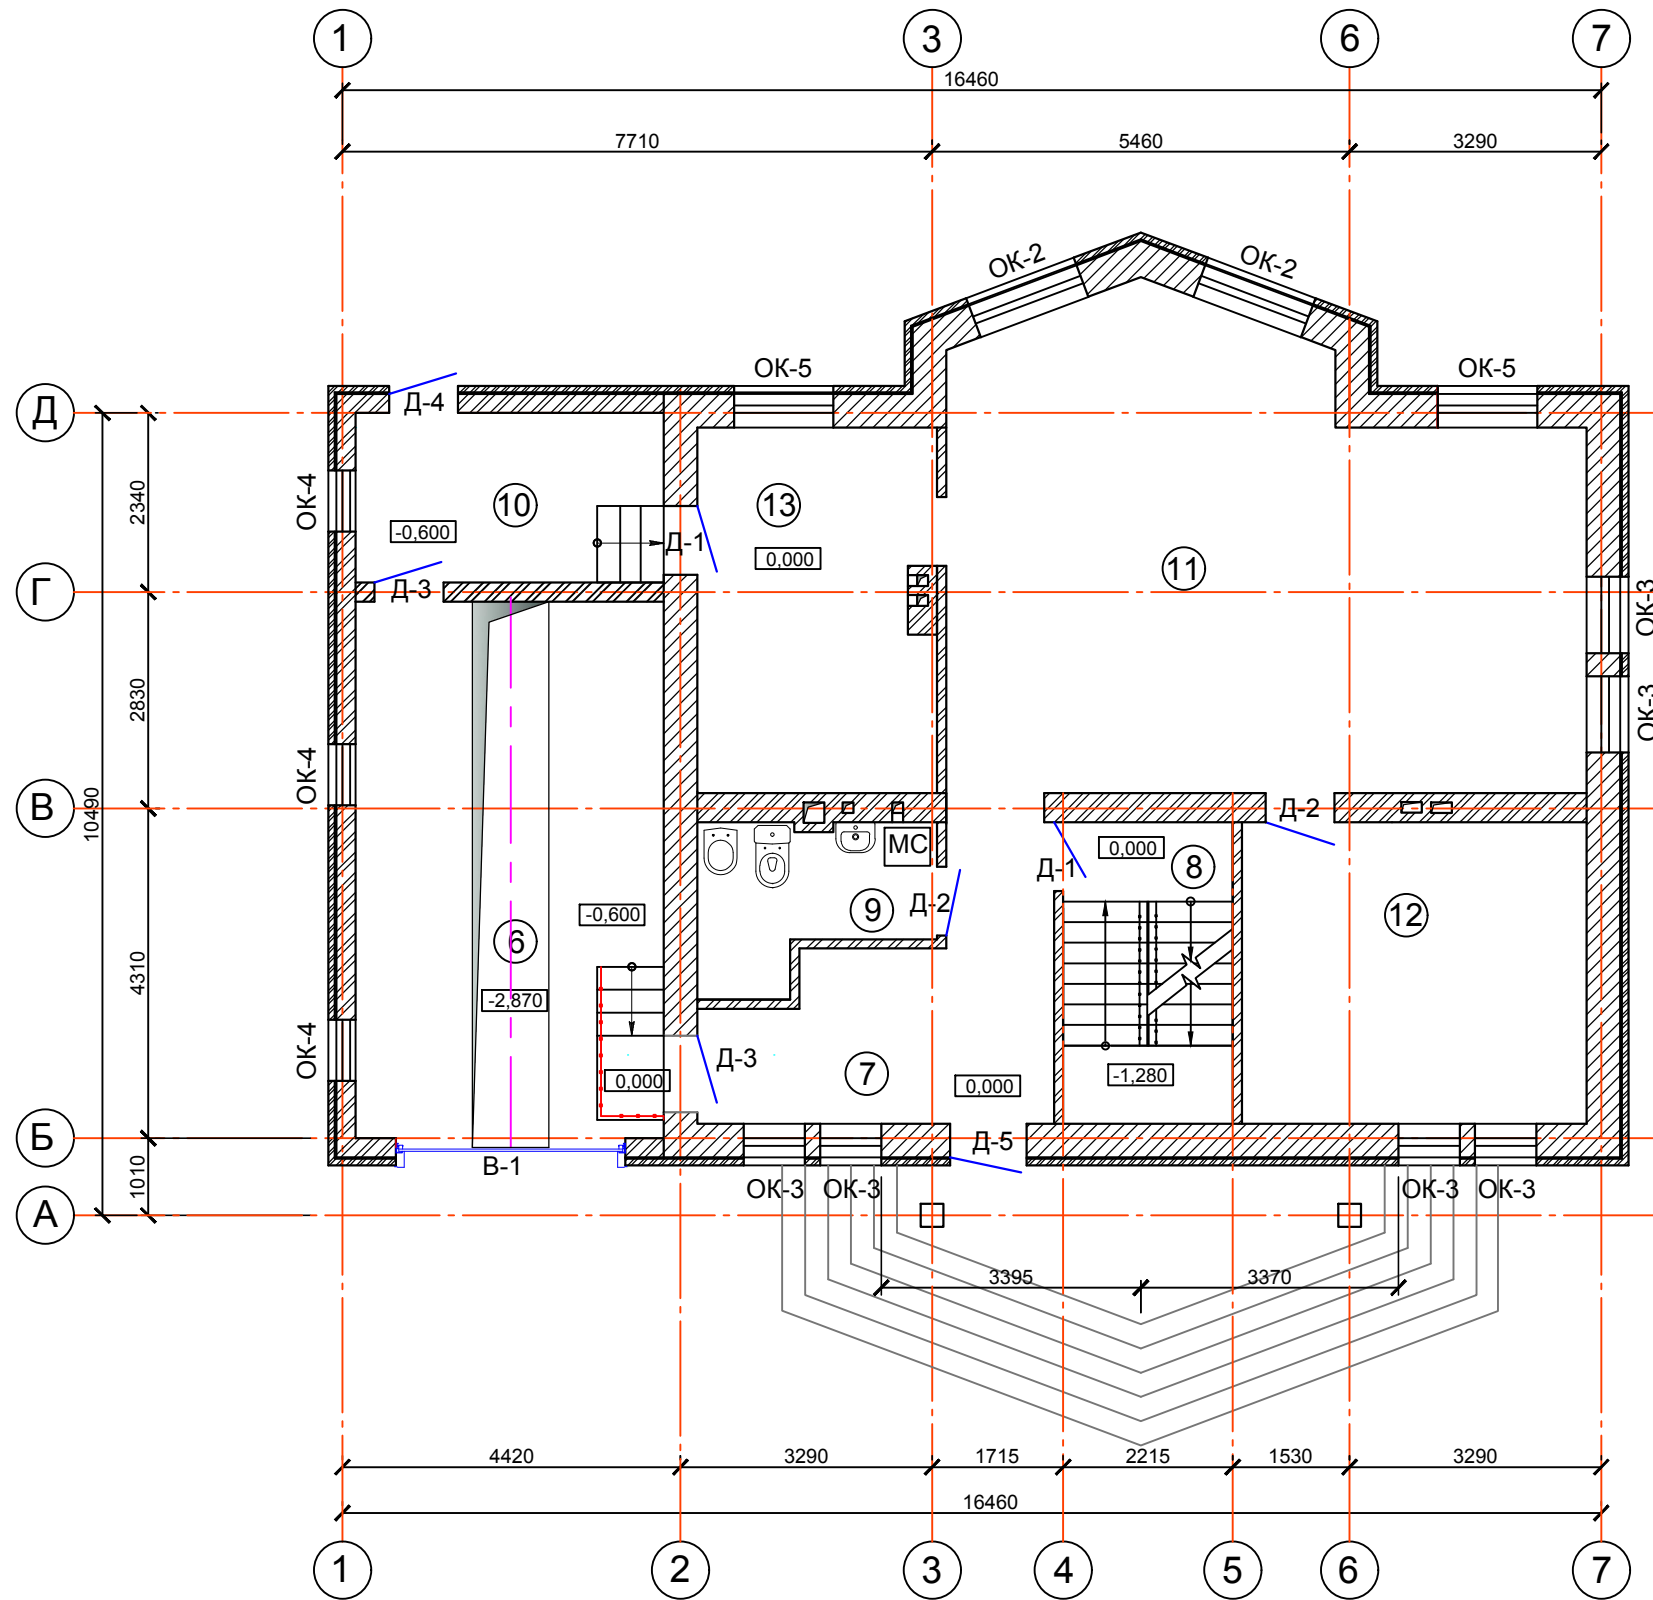 1 3 6 7
16460
7710 5460 3290
ОК-2 ОК-2
ОК-5 ОК-5
Д Д-4
ОК-4 10 13 11
2340 -0,600 Д-1 0,000
Г Д-3 ОК-3
2830 ОК-3
ОК-4
10490 В Д-2
МС Д-1 0,000 8
-0,600 9 Д-2 12
6
4310 -2,870
ОК-4 Д-3 7
0,000 0,000 -1,280
Б Д-5
1010 В-1
ОК-3 ОК-3 ОК-3 ОК-3
А
3395 3370
4420 3290 1715 2215 1530 3290
16460
1 2 3 4 5 6 7